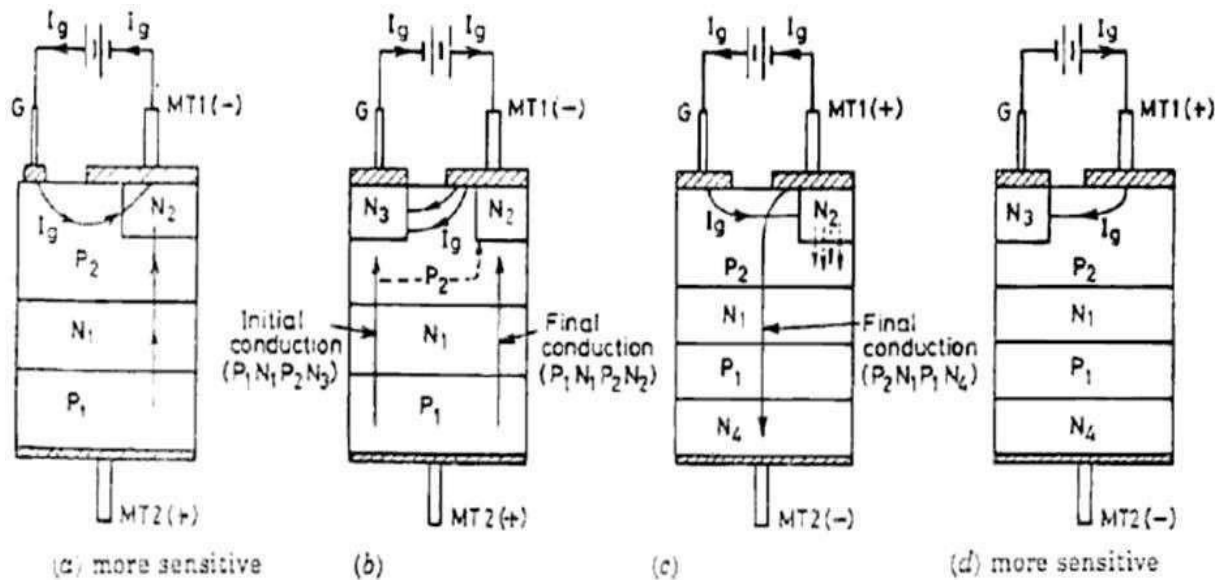 Ig Ig
G
MT1(-)
N2
Ig
P2
N1
P1
MT2(+)
(a) more sensitive
Ig Ig
G
MT1(-)
N3
N2
Ig
P2
Initial
conduction
(P1N1P2N3)
N1
Final
conduction
(P1N1P2N2)
P1
MT2(+)
(b)
Ig Ig
G
MT1(+)
N2
Ig
P2
N1
Final
conduction
(P2N1P1N4)
P1
N4
MT2(-)
(c)
Ig
G
MT1(+)
N3
Ig
P2
N1
P1
N4
MT2(-)
(d) more sensitive